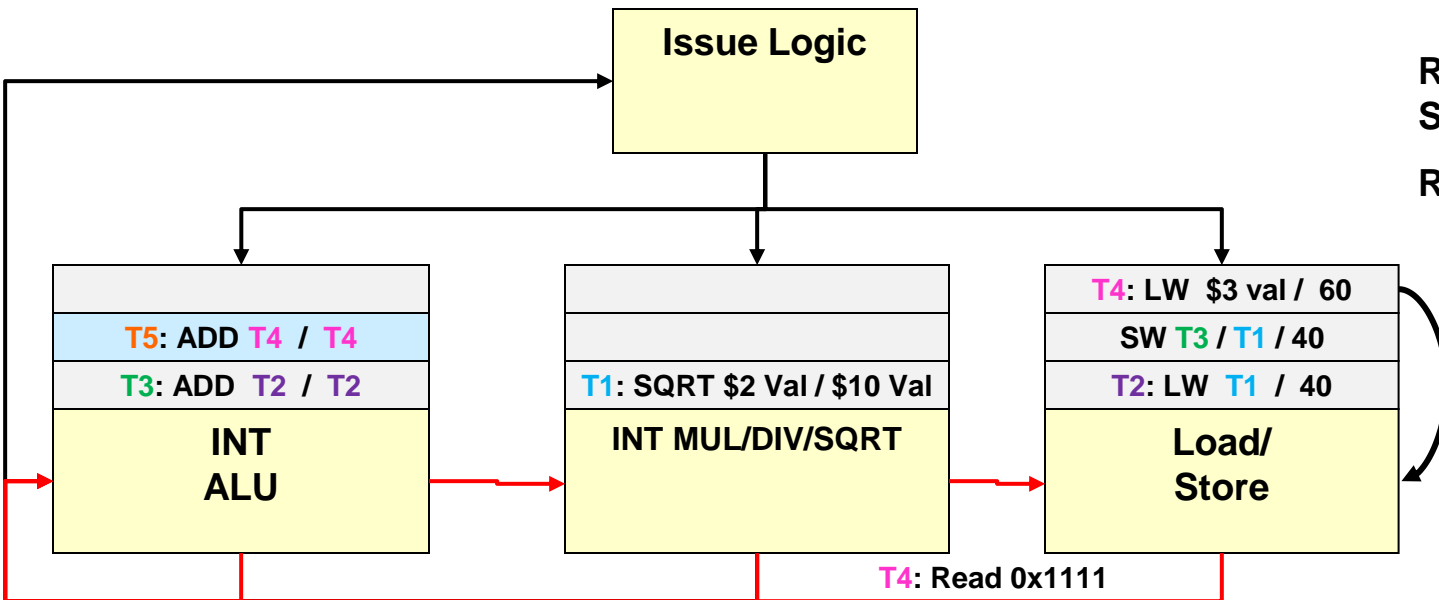 Issue Logic
R
S
R
T5: ADD T4 / T4
T3: ADD T2 / T2
INT
ALU
T1: SQRT $2 Val / $10 Val
INT MUL/DIV/SQRT
T4: LW $3 val / 60
SW T3 / T1 / 40
T2: LW T1 / 40
Load/
Store
T4: Read 0x1111